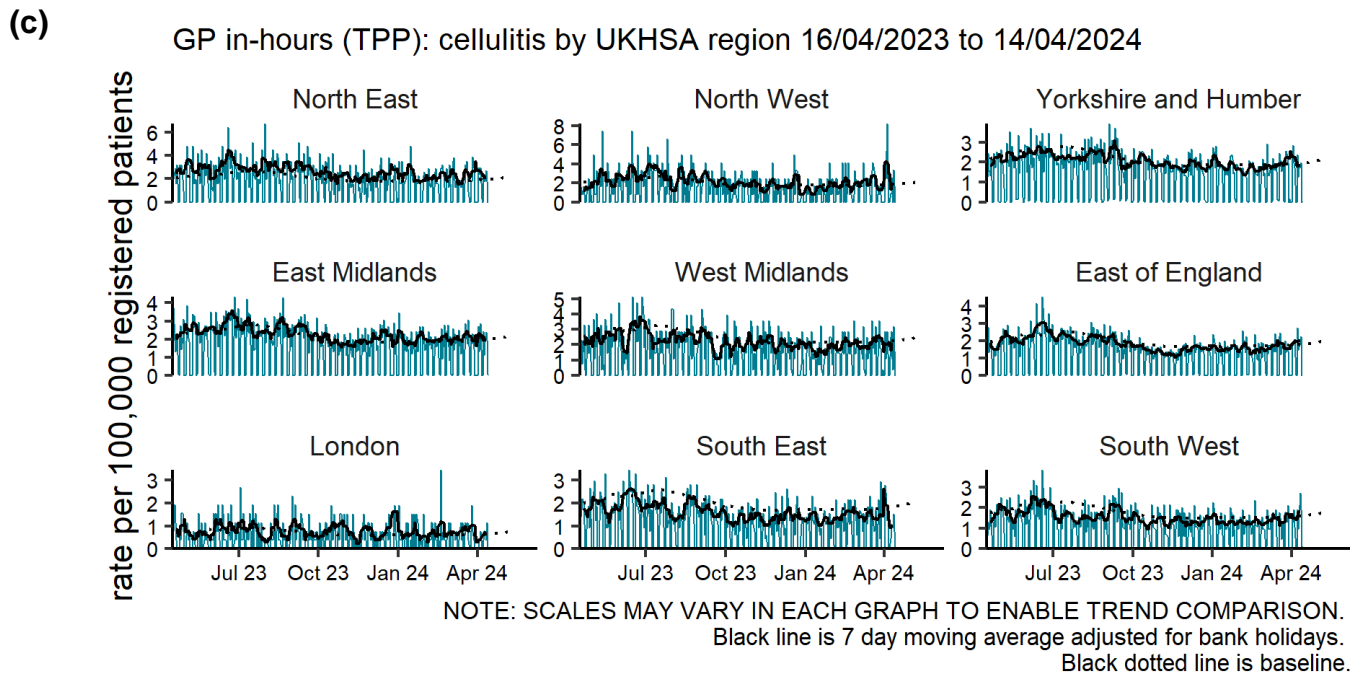 (c)
GP in-hours (TPP): cellulitis by UKHSA region 16/04/2023 to 14/04/2024
rate per 100,000 registered patients
North East
6
4
2
0
North West
8
6
4
2
0
Yorkshire and Humber
3
2
1
0
East Midlands
4
3
2
1
0
West Midlands
5
4
3
2
1
0
East of England
4
2
0
London
3
2
1
0
Jul 23 Oct 23 Jan 24 Apr 24
South East
3
2
1
0
Jul 23 Oct 23 Jan 24 Apr 24
South West
3
2
1
0
Jul 23 Oct 23 Jan 24 Apr 24
NOTE: SCALES MAY VARY IN EACH GRAPH TO ENABLE TREND COMPARISON.
Black line is 7 day moving average adjusted for bank holidays.
Black dotted line is baseline.